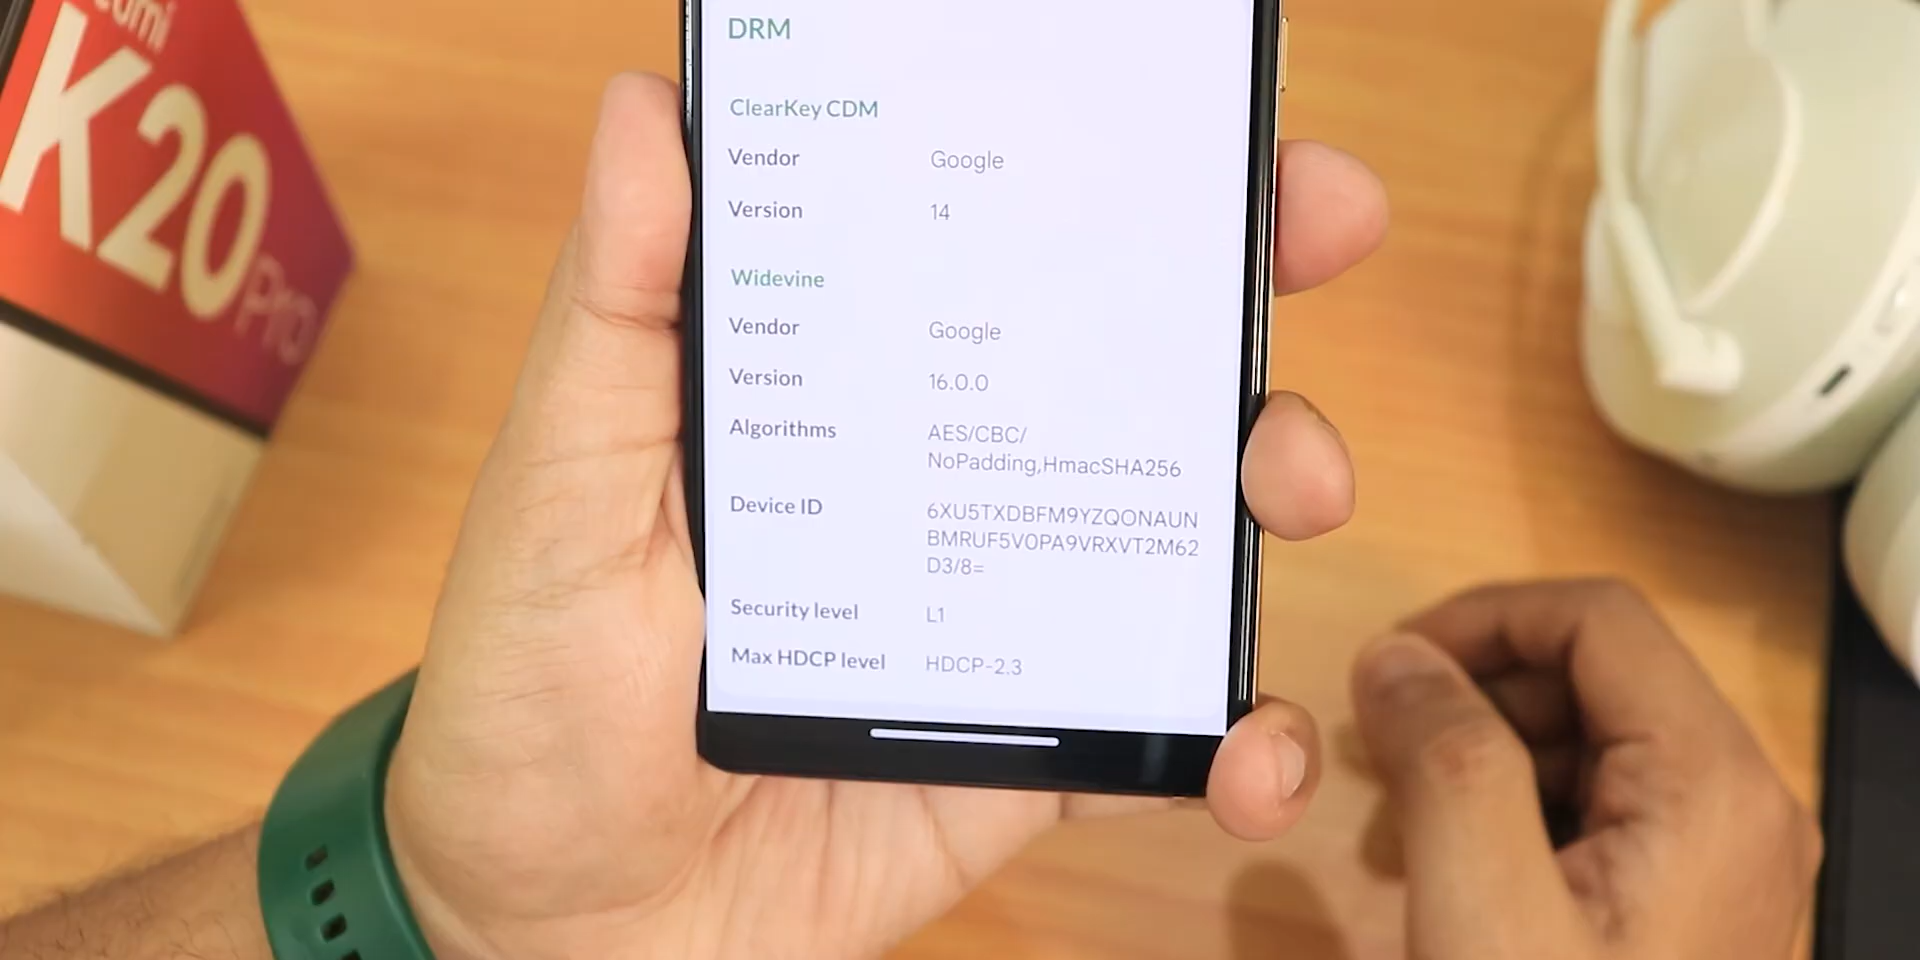 K20
Pro
DRM
ClearKey CDM
Vendor Google
Version 14
Widevine
Vendor Google
Version 16.0.0
Algorithms AES/CBC/
NoPadding,HmacSHA256
Device ID 6XU5TXDBFM9YZQONAUN
BMRUF5V0PA9VRXVT2M62
D3/8=
Security level L1
Max HDCP level HDCP-2.3